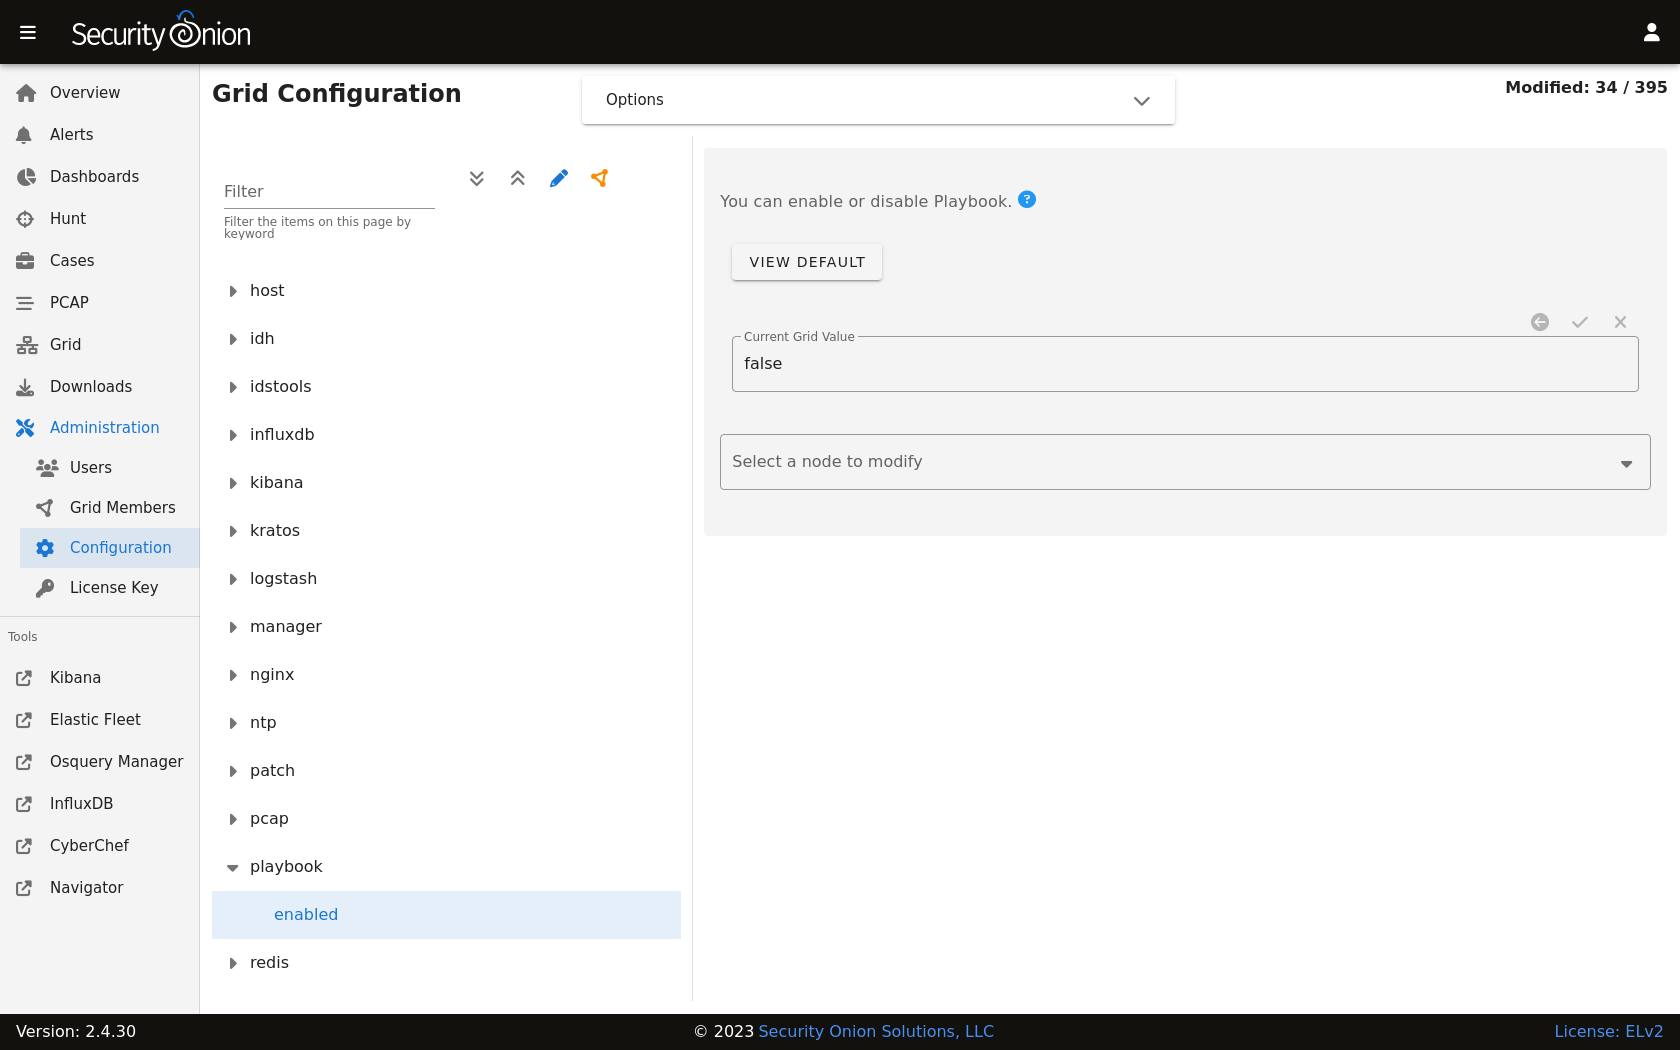 Security Onion
Overview
Alerts
Dashboards
Hunt
Cases
PCAP
Grid
Downloads
Administration
Users
Grid Members
Configuration
License Key
Tools
Kibana
Elastic Fleet
Osquery Manager
InfluxDB
CyberChef
Navigator
Grid Configuration
Options
Modified: 34 / 395
Filter
Filter the items on this page by
keyword
host
idh
idstools
influxdb
kibana
kratos
logstash
manager
nginx
ntp
patch
pcap
playbook
enabled
redis
You can enable or disable Playbook. ?
VIEW DEFAULT
Current Grid Value
false
Select a node to modify
Version: 2.4.30
© 2023 Security Onion Solutions, LLC
License: ELv2